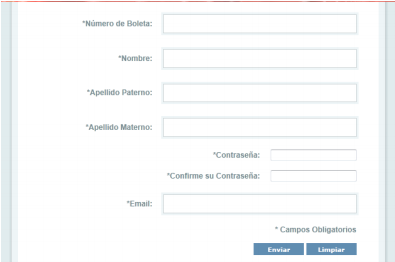 *Número de Boleta:
*Nombre:
*Apellido Paterno:
*Apellido Materno:
*Contraseña:
*Confirme su Contraseña:
*Email:
* Campos Obligatorios
Enviar Limpiar